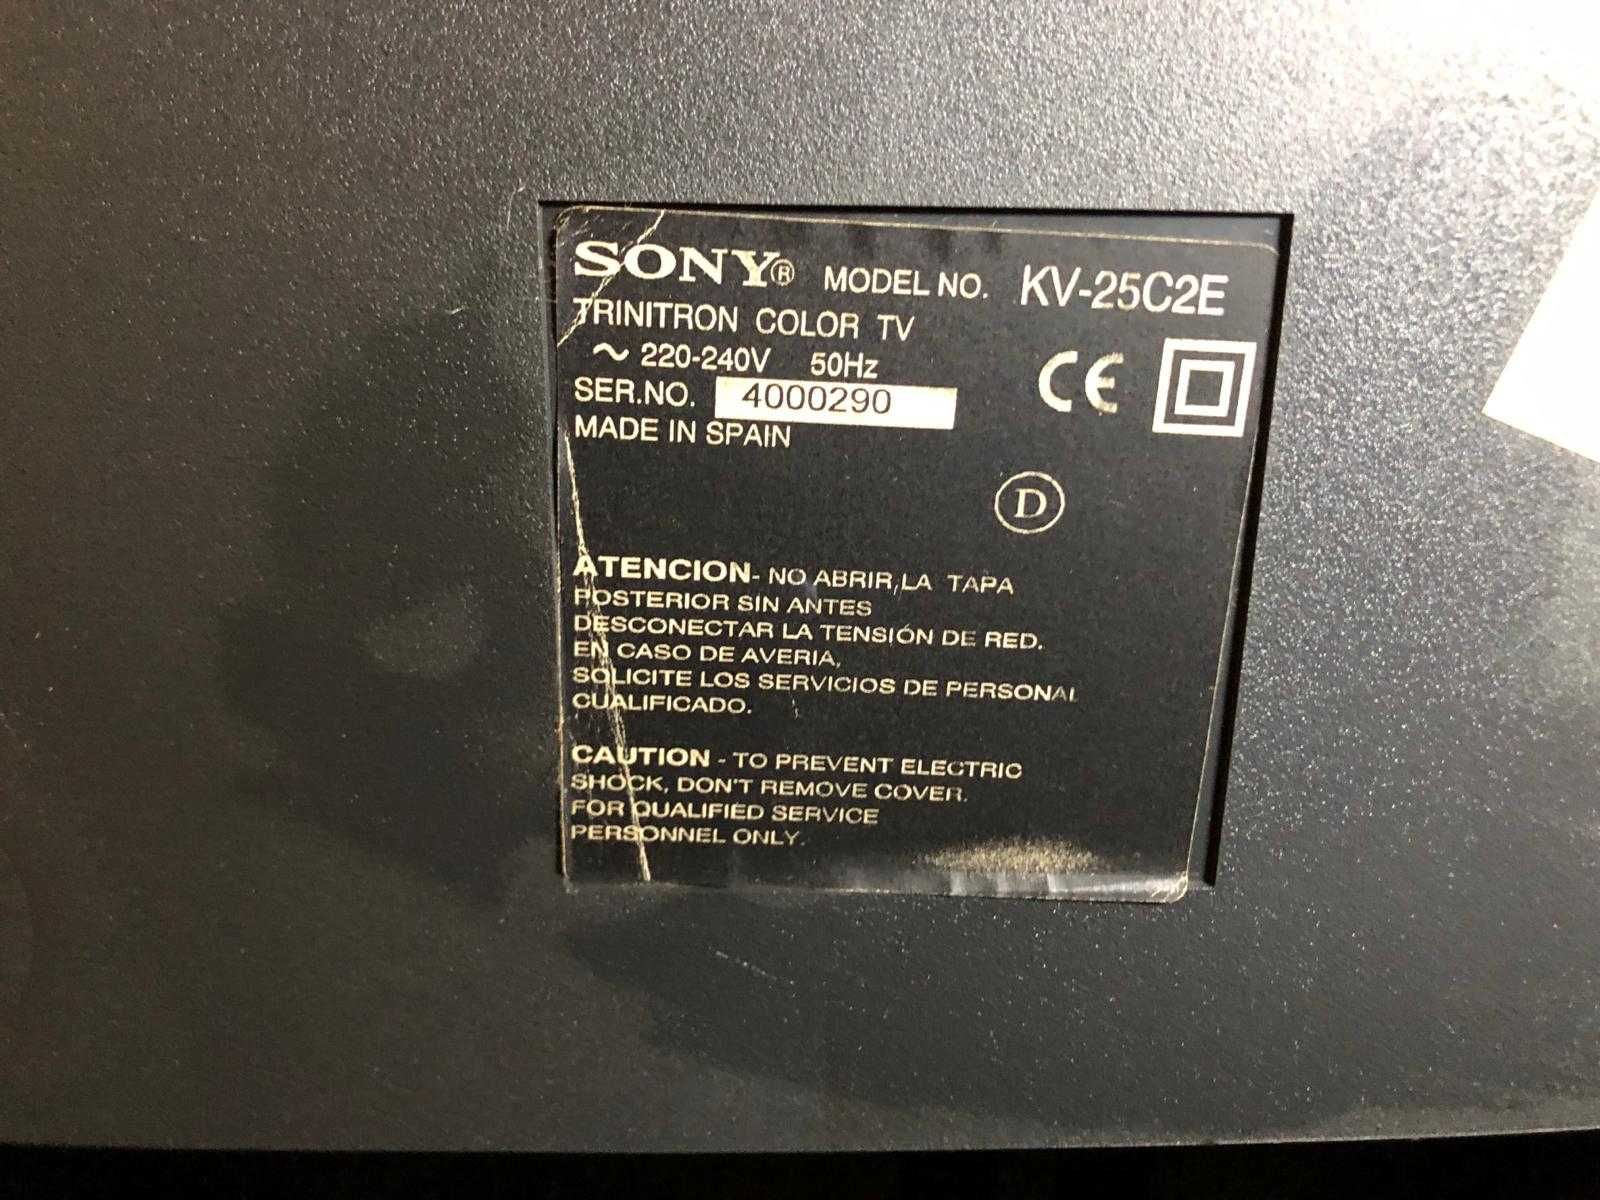 SONY® MODEL NO. KV-25C2E
TRINITRON COLOR TV
~ 220-240V 50Hz
SER.NO. 4000290
MADE IN SPAIN
CE
D
ATENCION- NO ABRIR,LA TAPA
POSTERIOR SIN ANTES
DESCONECTAR LA TENSIÓN DE RED.
EN CASO DE AVERIA,
SOLICITE LOS SERVICIOS DE PERSONAL
CUALIFICADO.
CAUTION - TO PREVENT ELECTRIC
SHOCK, DON'T REMOVE COVER.
FOR QUALIFIED SERVICE
PERSONNEL ONLY.